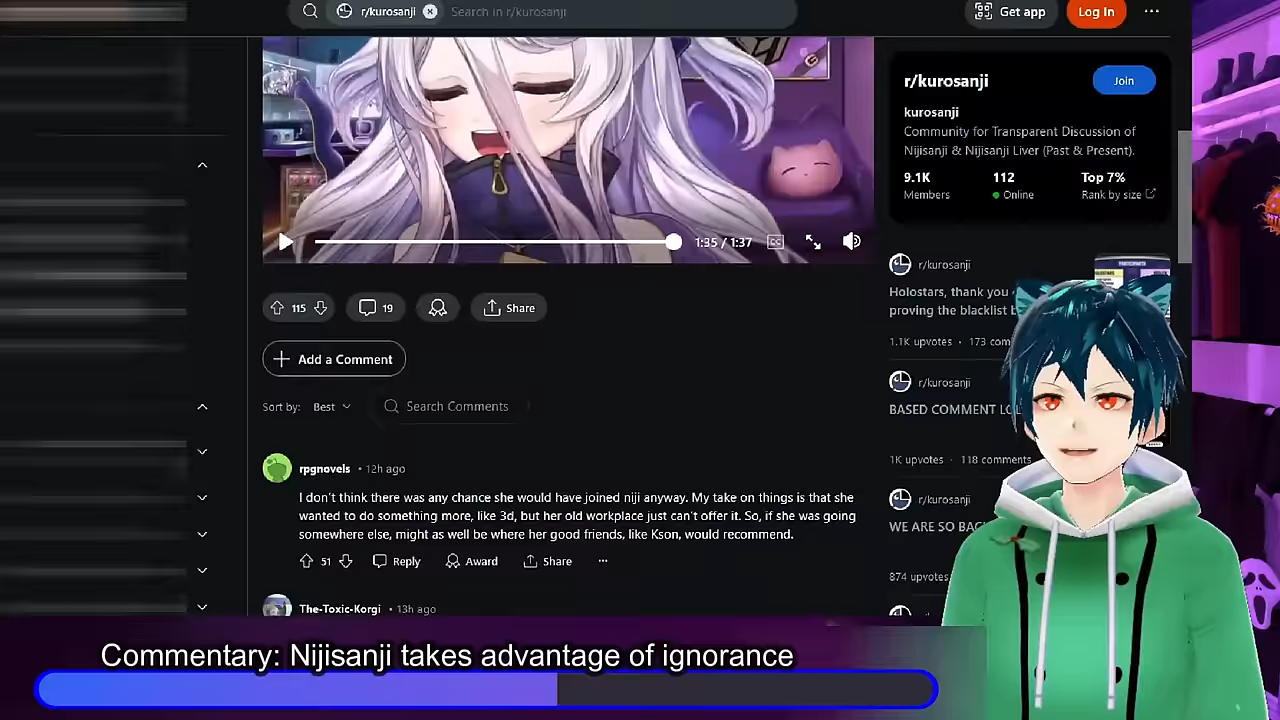 r/kurosanji
Search in r/kurosanji
Get app
Log In
1:35 / 1:37
CC
115
19
Share
Add a Comment
Sort by:
Best
Search Comments
rpgnovels • 12h ago
I don't think there was any chance she would have joined niji anyway. My take on things is that she
wanted to do something more, like 3d, but her old workplace just can't offer it. So, if she was going
somewhere else, might as well be where her good friends, like Kson, would recommend.
51
Reply
Award
Share
The-Toxic-Korgi • 13h ago
r/kurosanji
Join
kurosanji
Community for Transparent Discussion of
Nijisanji & Nijisanji Liver (Past & Present).
9.1K
112
Top 7%
Members
Online
Rank by size
r/kurosanji
Holostars, thank you
proving the blacklist
1.1K upvotes • 173 com
r/kurosanji
BASED COMMENT LOL
1K upvotes • 118 comments
r/kurosanji
WE ARE SO BAC
874 upvotes
Commentary: Nijisanji takes advantage of ignorance